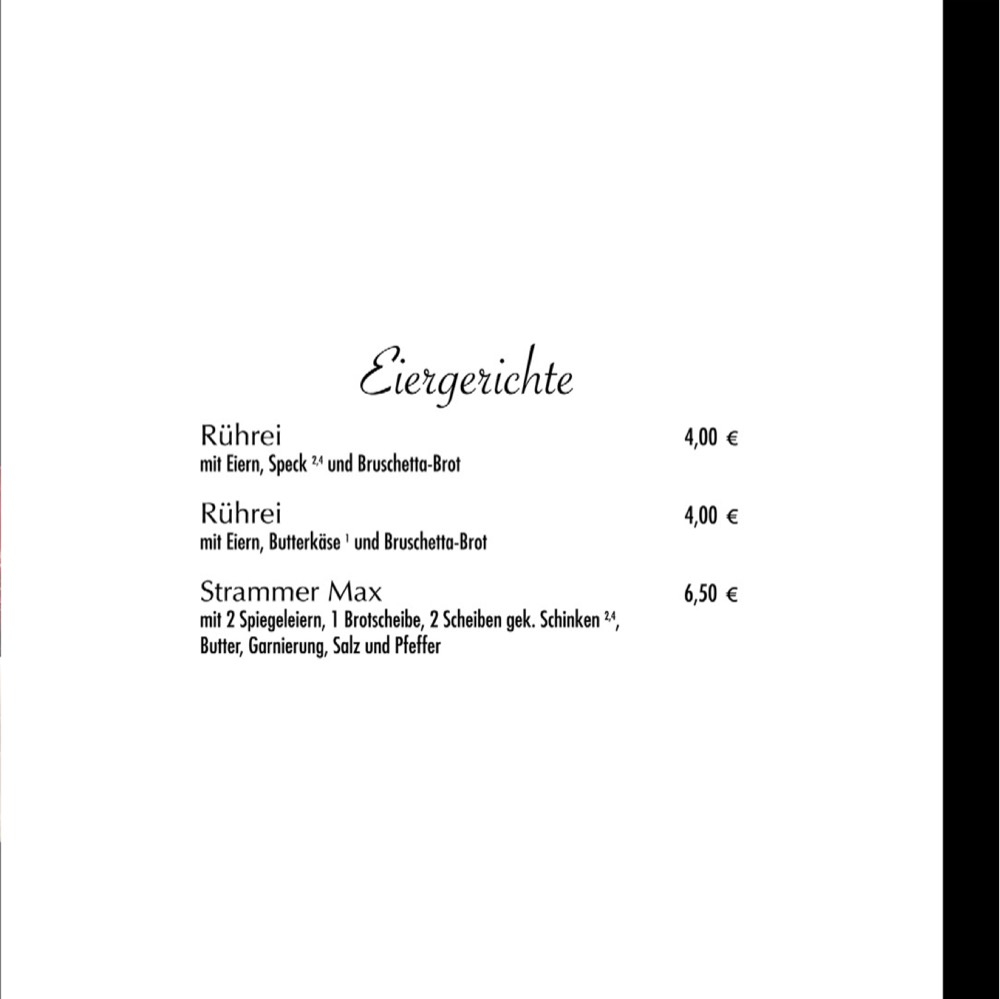 Eiergerichte
Rührei 4,00 €
mit Eiern, Speck ²,⁴ und Bruschetta-Brot
Rührei 4,00 €
mit Eiern, Butterkäse ¹ und Bruschetta-Brot
Strammer Max 6,50 €
mit 2 Spiegeleiern, 1 Brotscheibe, 2 Scheiben gek. Schinken ²,⁴,
Butter, Garnierung, Salz und Pfeffer